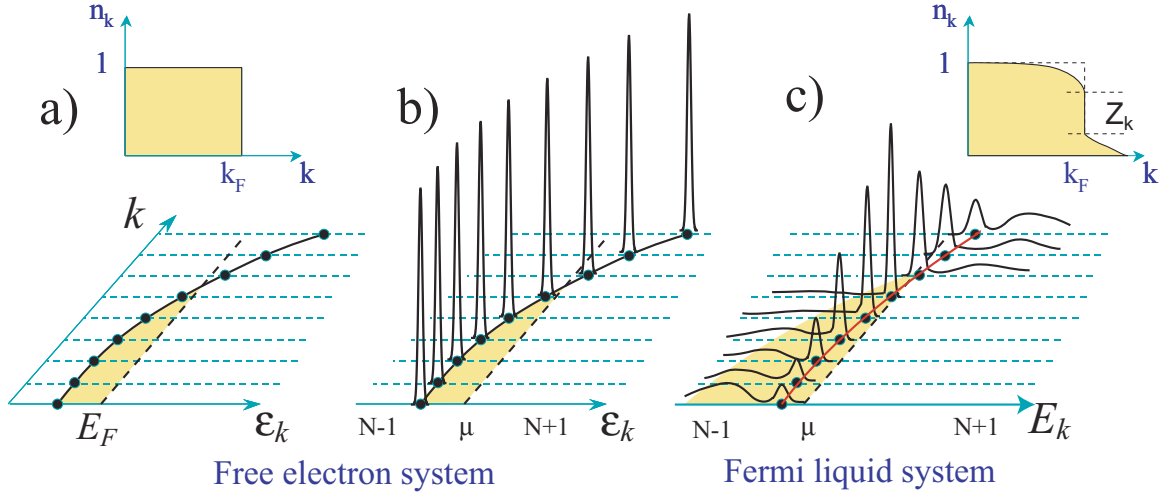 n_k
1
a)
k_F
k
k
E_F
ε_k
b)
N-1
μ
N+1
ε_k
Free electron system
n_k
1
c)
Z_k
k_F
k
N-1
μ
N+1
E_k
Fermi liquid system